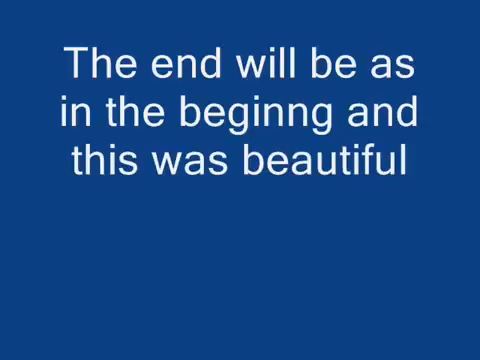 The end will be as
in the beginng and
this was beautiful